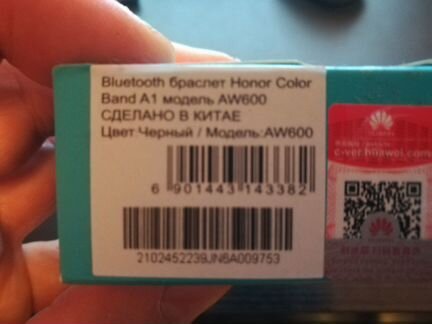 Bluetooth браслет Honor Color
Band A1 модель AW600
СДЕЛАНО В КИТАЕ
Цвет:Черный / Модель:AW600
6 901443 143382
2102452239JN6A009753
HUAWEI
c-ver.huawei.com